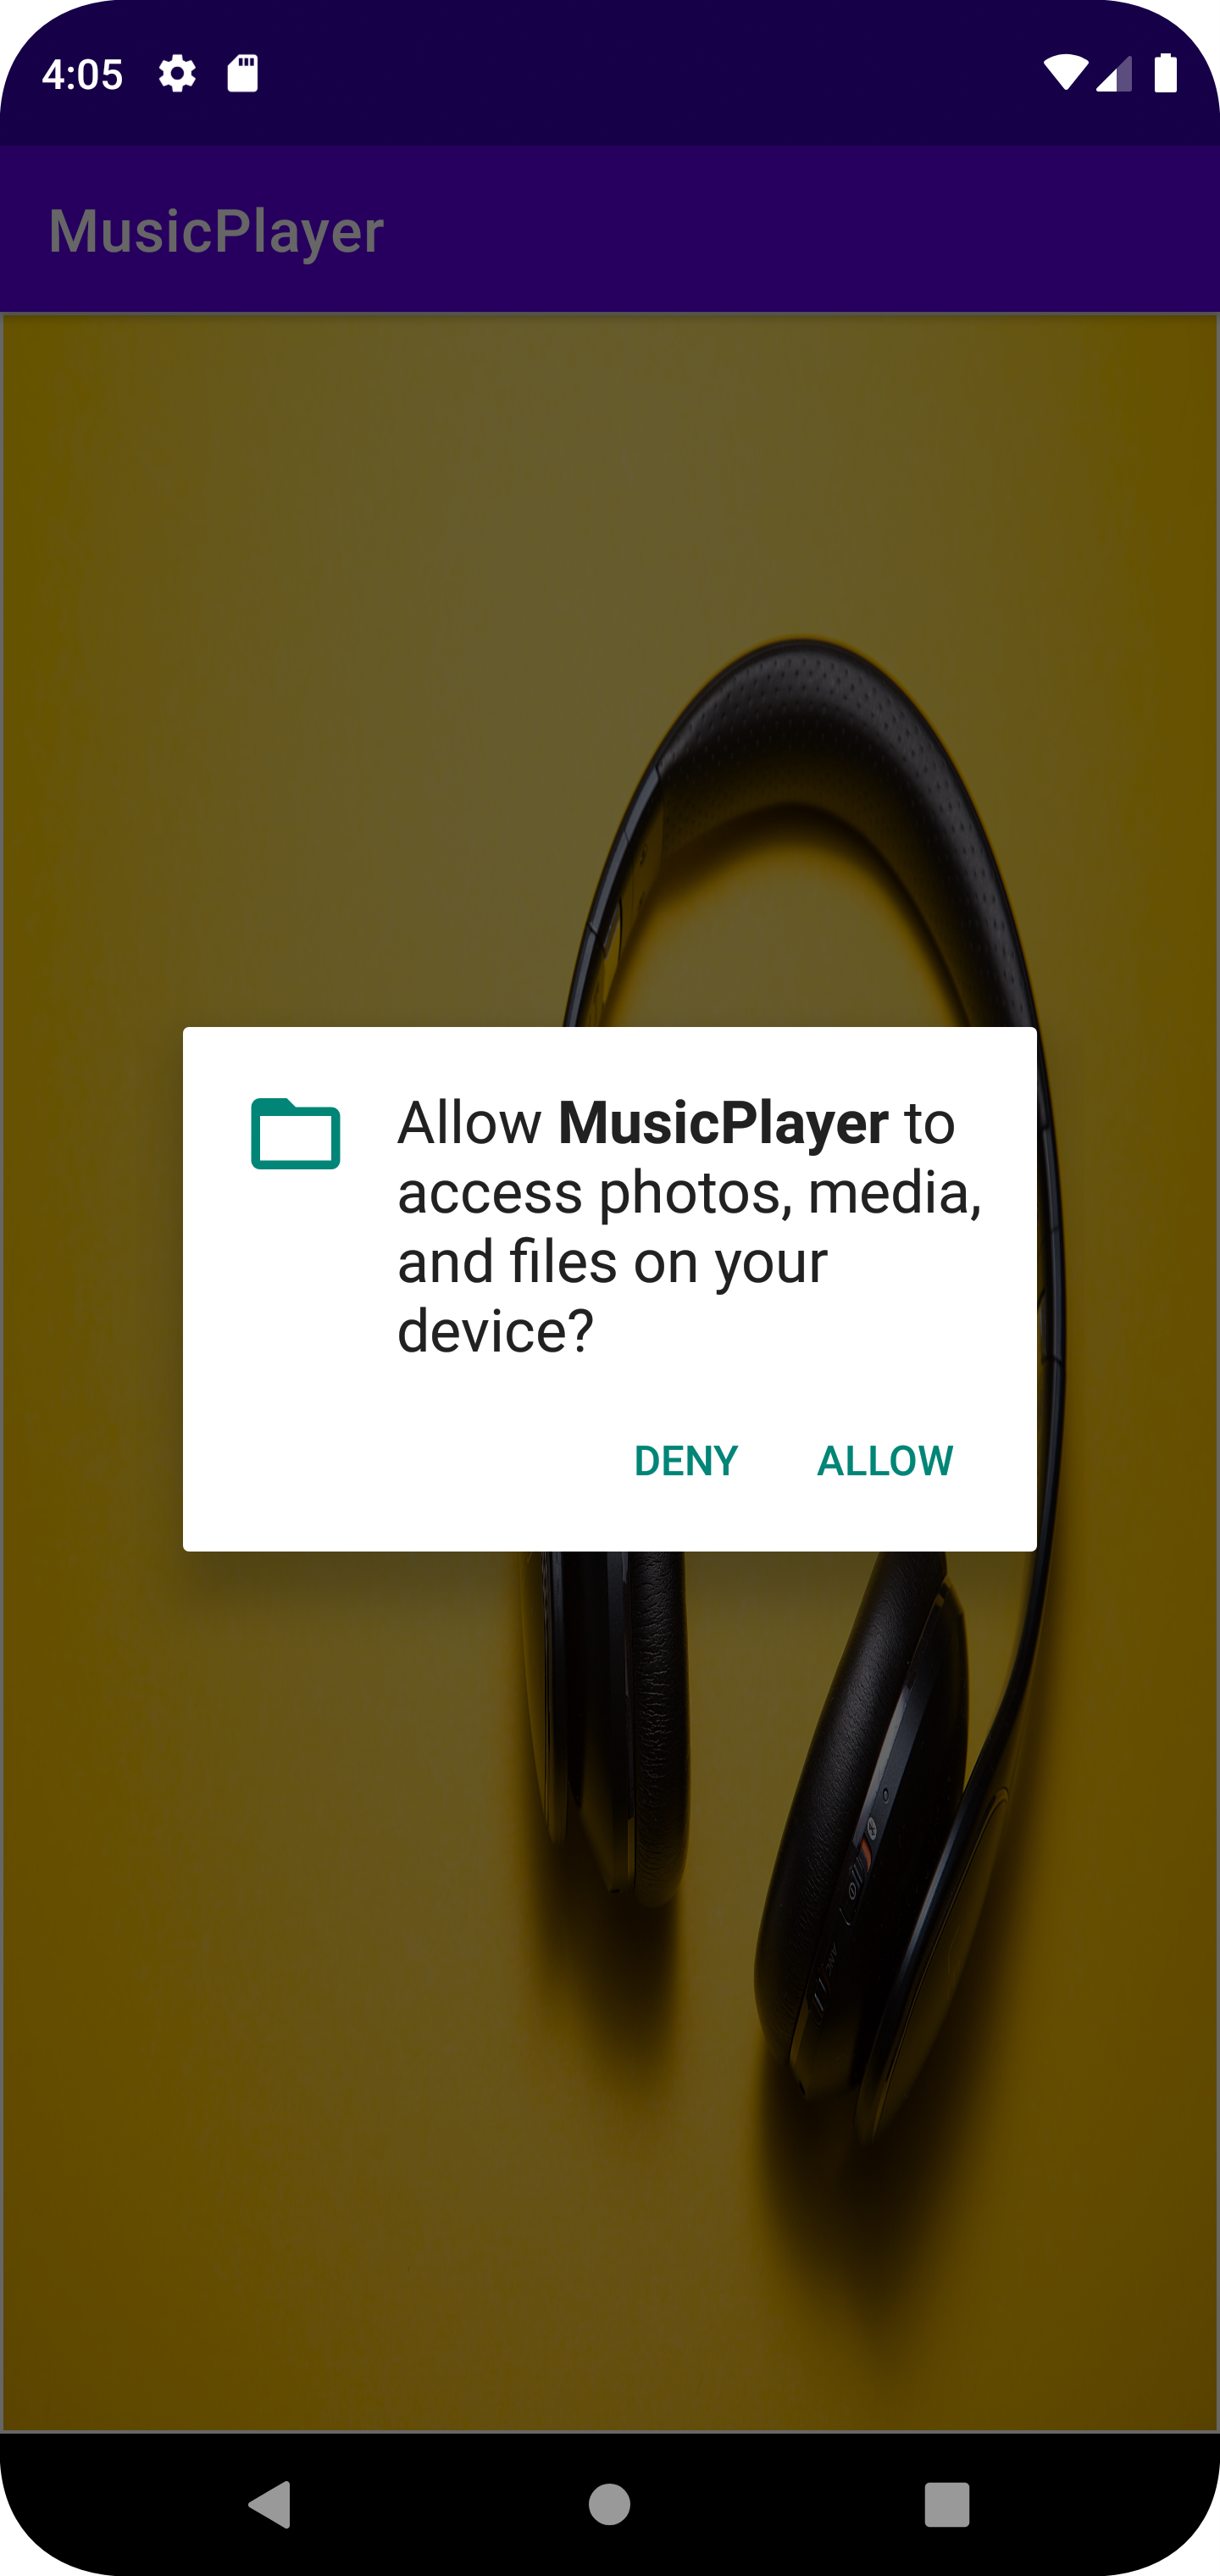 4:05
MusicPlayer
Allow MusicPlayer to
access photos, media,
and files on your
device?
DENY ALLOW